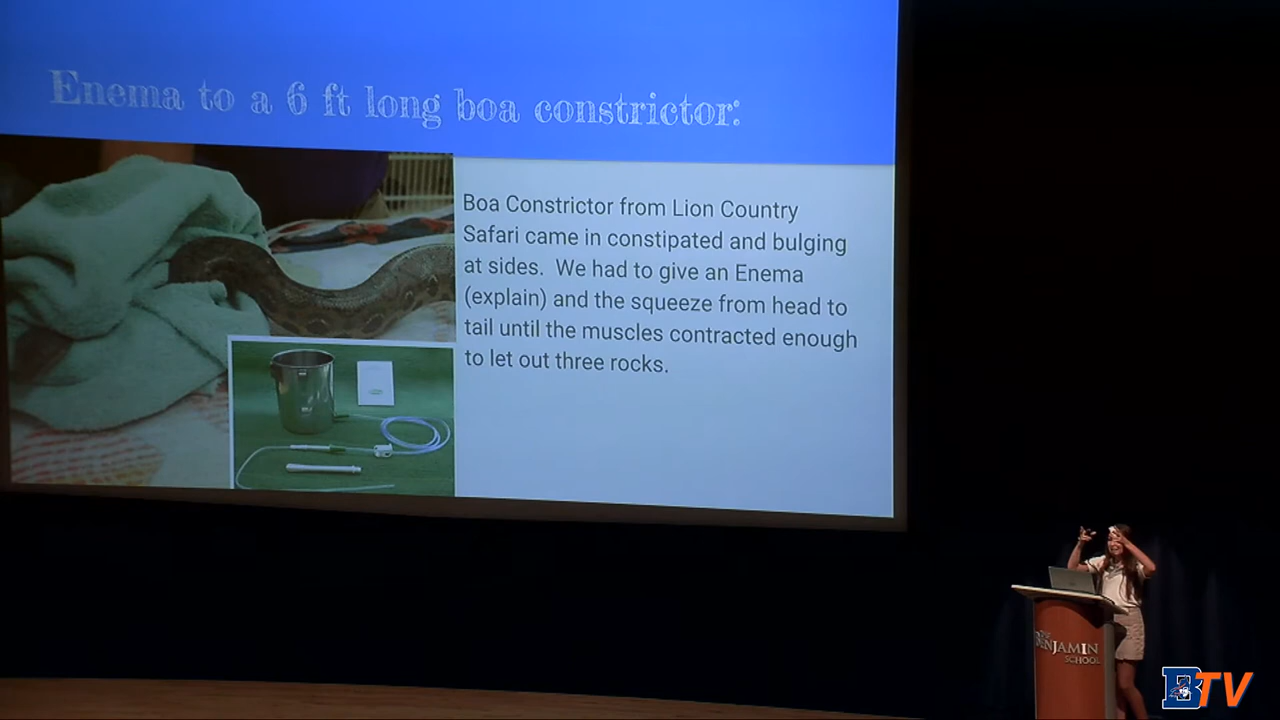 Enema to a 6 ft long boa constrictor:
Boa Constrictor from Lion Country
Safari came in constipated and bulging
at sides. We had to give an Enema
(explain) and the squeeze from head to
tail until the muscles contracted enough
to let out three rocks.
THE
BENJAMIN
SCHOOL
BTV